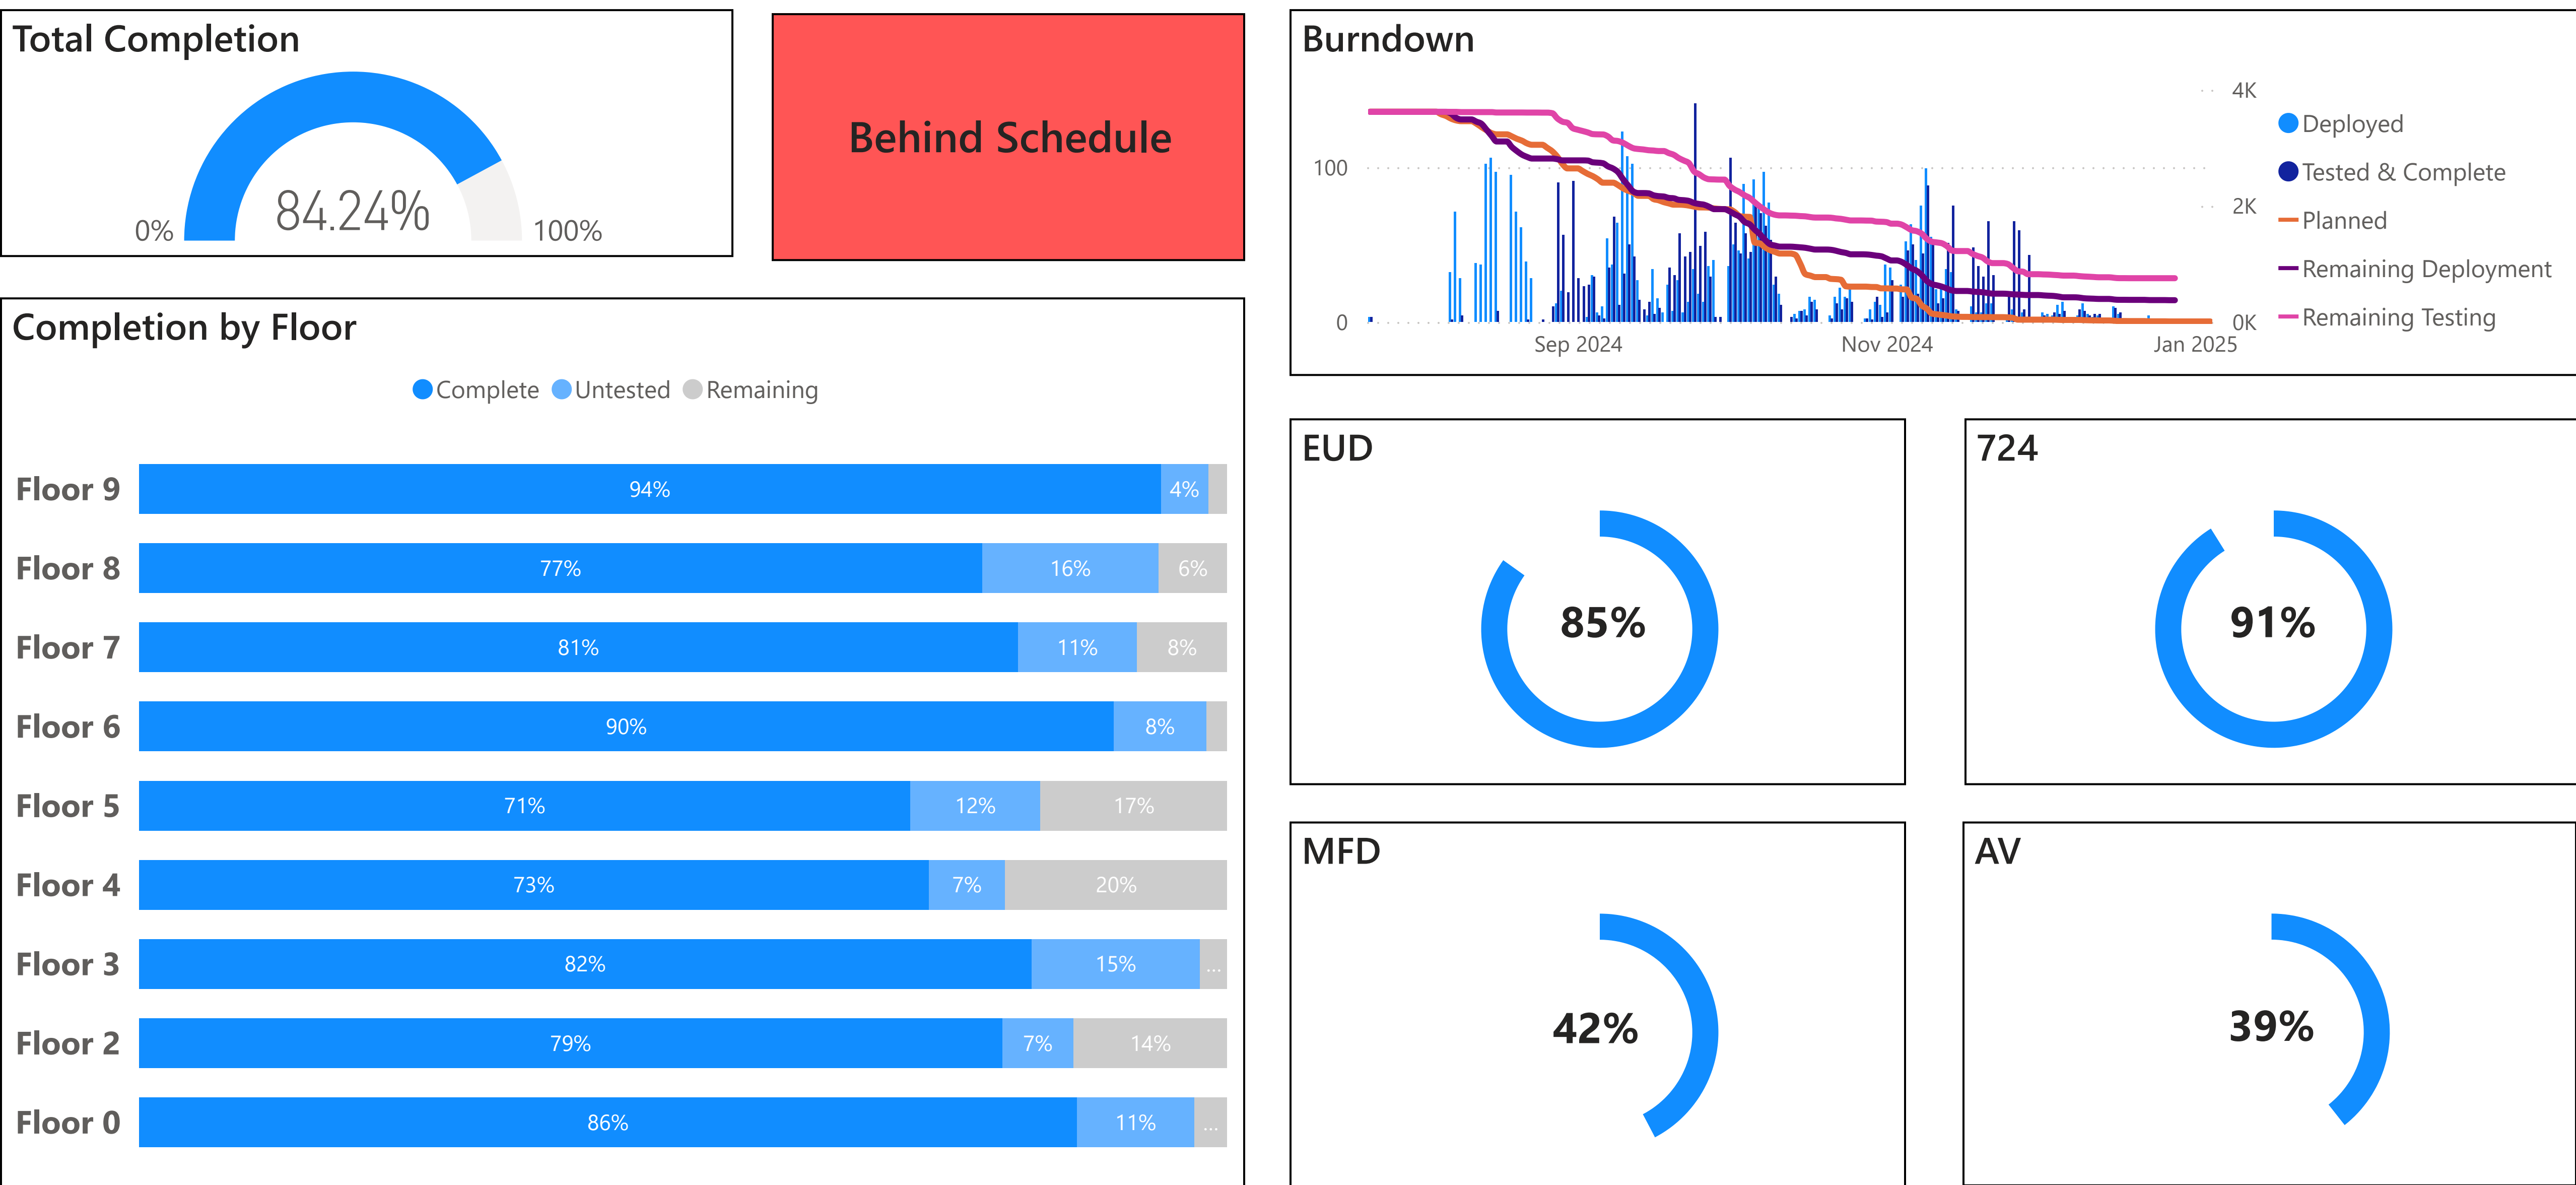 Total Completion
84.24%
0%
100%
Behind Schedule
Completion by Floor
Complete
Untested
Remaining
Floor 9
94%
4%
Floor 8
77%
16%
6%
Floor 7
81%
11%
8%
Floor 6
90%
8%
Floor 5
71%
12%
17%
Floor 4
73%
7%
20%
Floor 3
82%
15%
...
Floor 2
79%
7%
14%
Floor 0
86%
11%
...
Burndown
100
0
4K
2K
0K
Sep 2024
Nov 2024
Jan 2025
Deployed
Tested & Complete
Planned
Remaining Deployment
Remaining Testing
EUD
85%
724
91%
MFD
42%
AV
39%